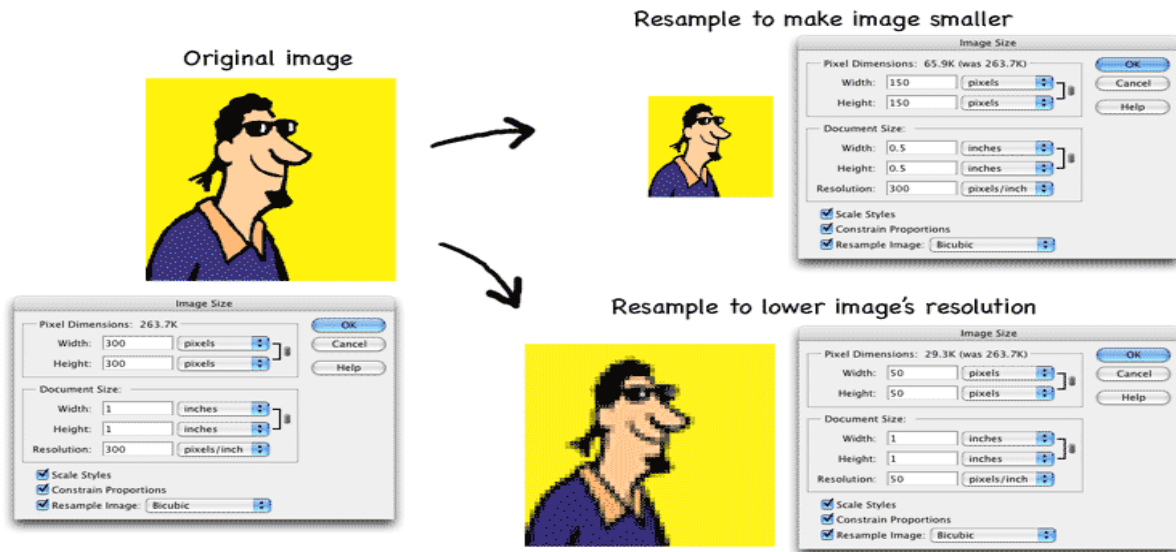 Original image
Image Size
Pixel Dimensions: 263.7K
Width: 300 pixels
Height: 300 pixels
Document Size:
Width: 1 inches
Height: 1 inches
Resolution: 300 pixels/inch
Scale Styles
Constrain Proportions
Resample Image: Bicubic
OK
Cancel
Help
Resample to make image smaller
Image Size
Pixel Dimensions: 65.9K (was 263.7K)
Width: 150 pixels
Height: 150 pixels
Document Size:
Width: 0.5 inches
Height: 0.5 inches
Resolution: 300 pixels/inch
Scale Styles
Constrain Proportions
Resample Image: Bicubic
OK
Cancel
Help
Resample to lower image's resolution
Image Size
Pixel Dimensions: 29.3K (was 263.7K)
Width: 50 pixels
Height: 50 pixels
Document Size:
Width: 1 inches
Height: 1 inches
Resolution: 50 pixels/inch
Scale Styles
Constrain Proportions
Resample Image: Bicubic
OK
Cancel
Help